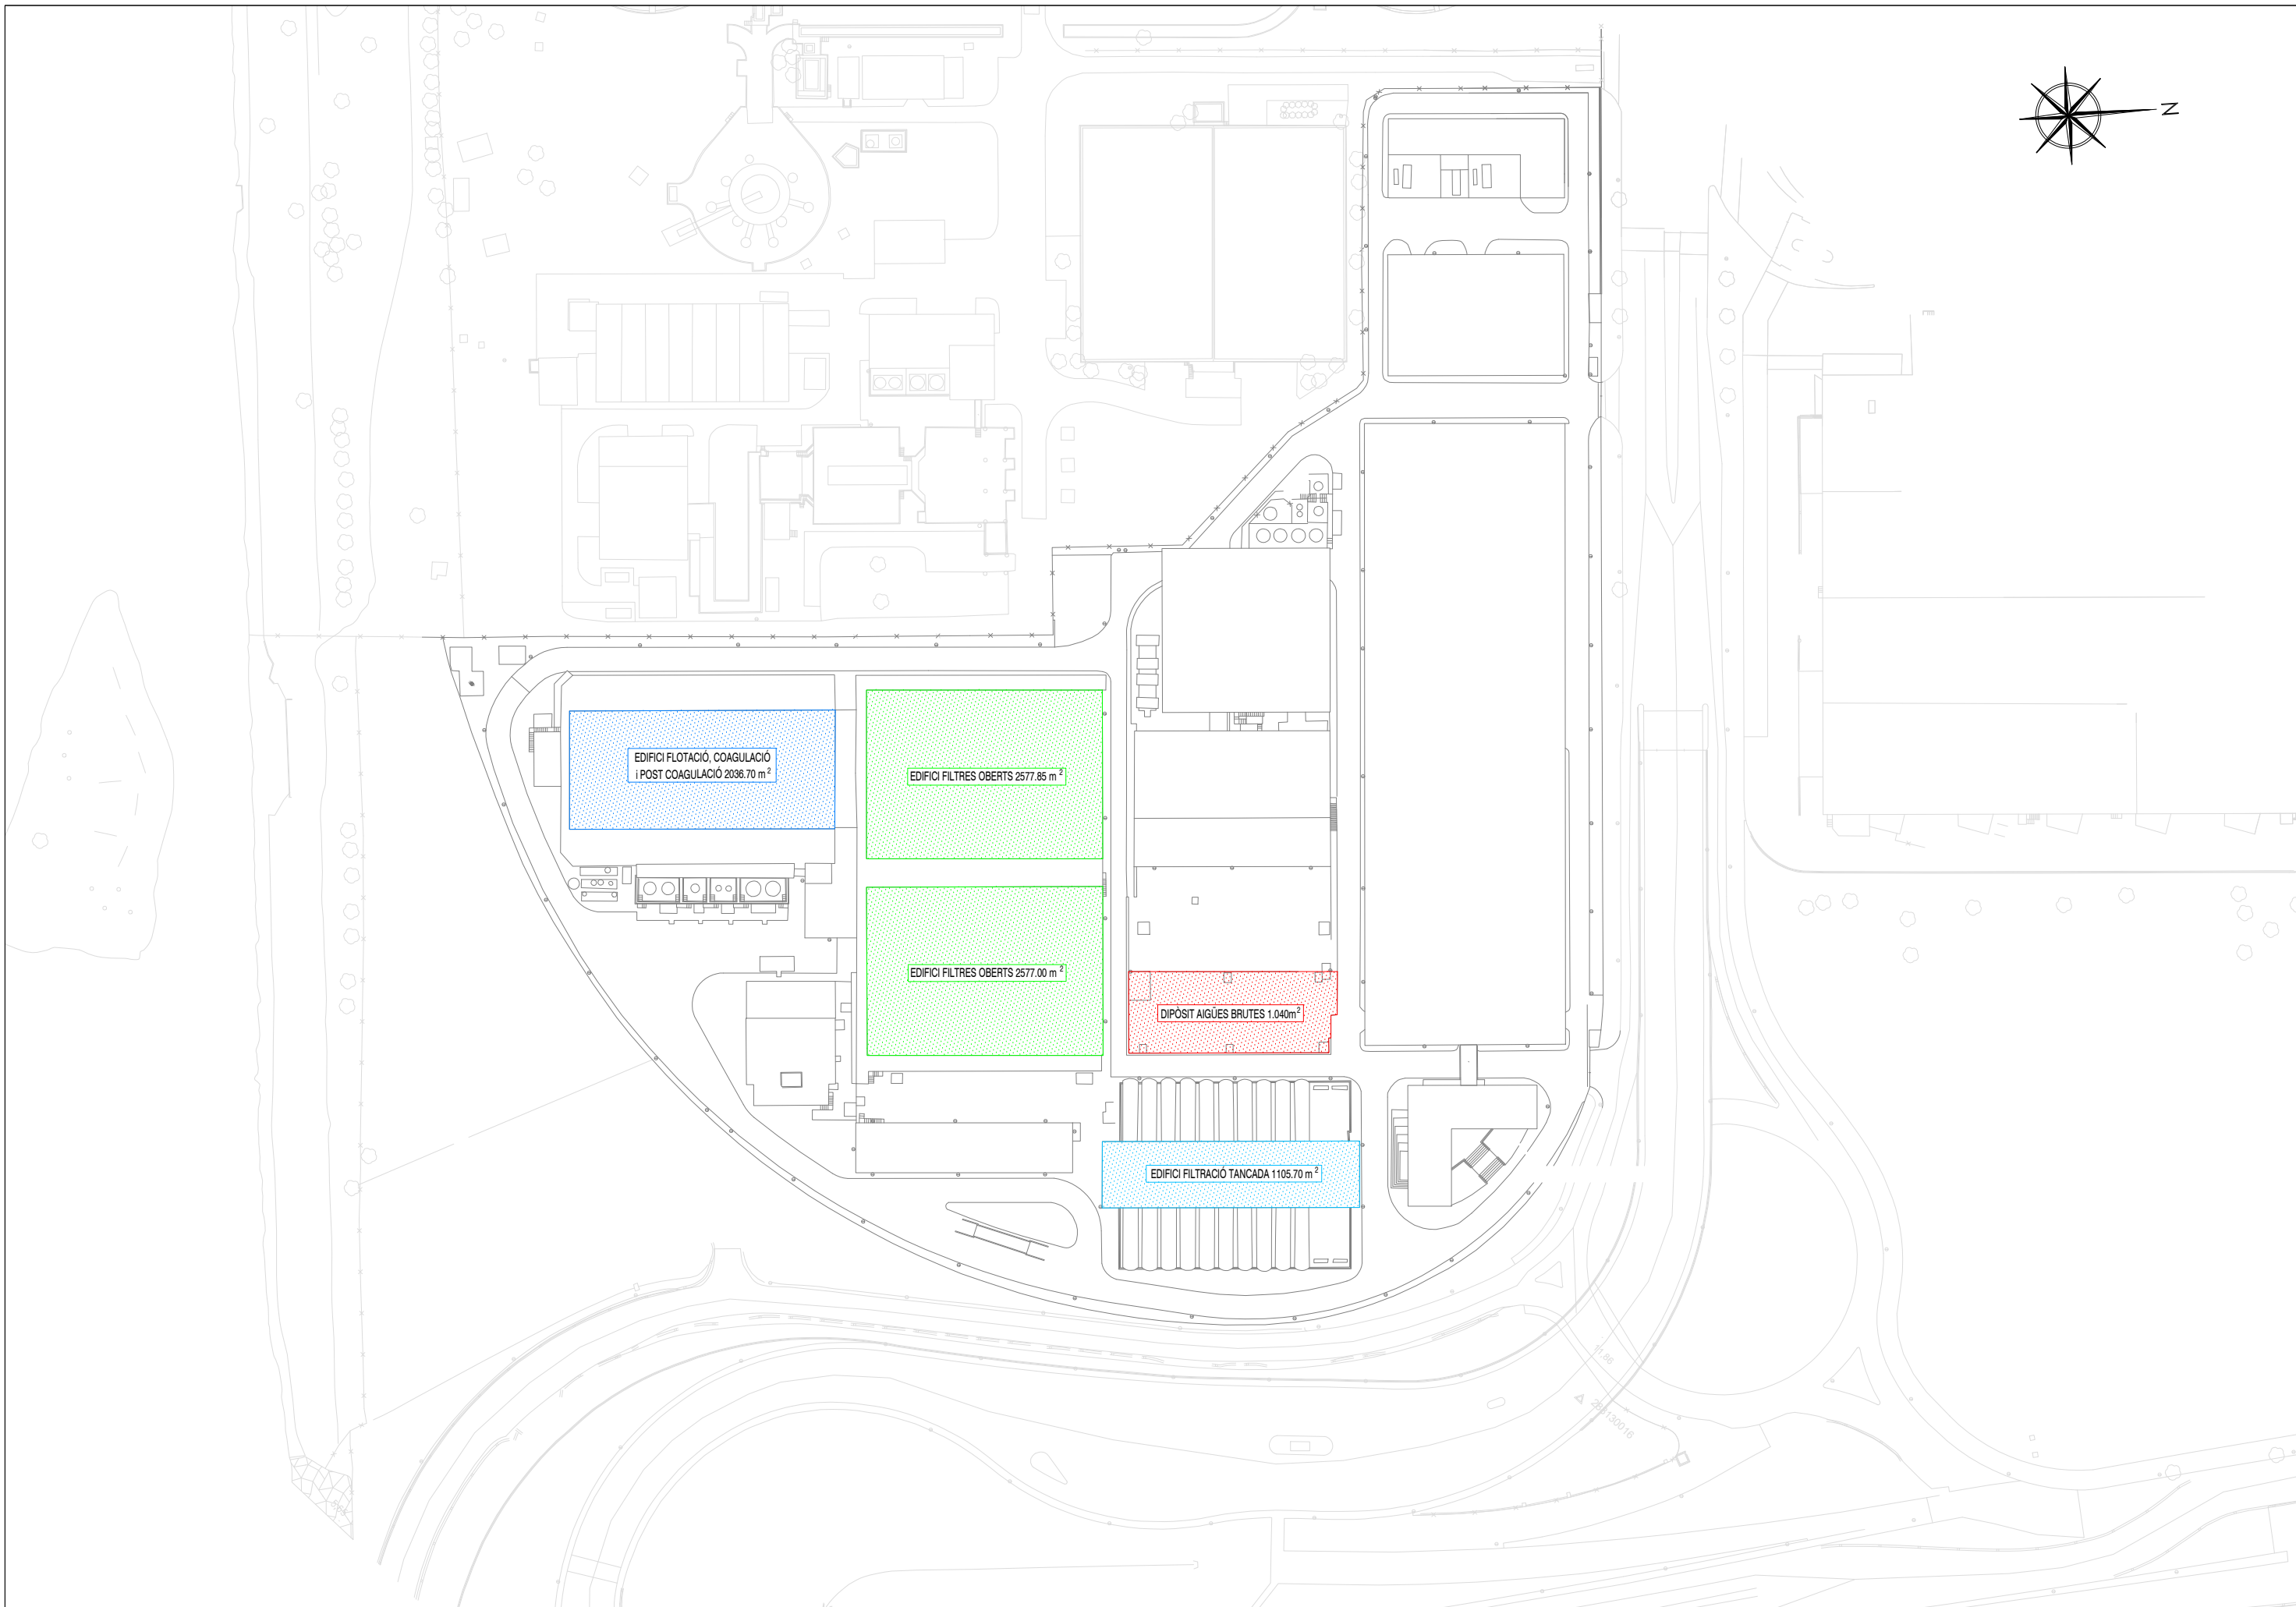 N
EDIFICI FLOTACIÓ, COAGULACIÓ
i POST COAGULACIÓ 2036.70 m²
EDIFICI FILTRES OBERTS 2577.85 m²
EDIFICI FILTRES OBERTS 2577.00 m²
DIPÒSIT AIGÜES BRUTES 1.040m²
EDIFICI FILTRACIÓ TANCADA 1105.70 m²